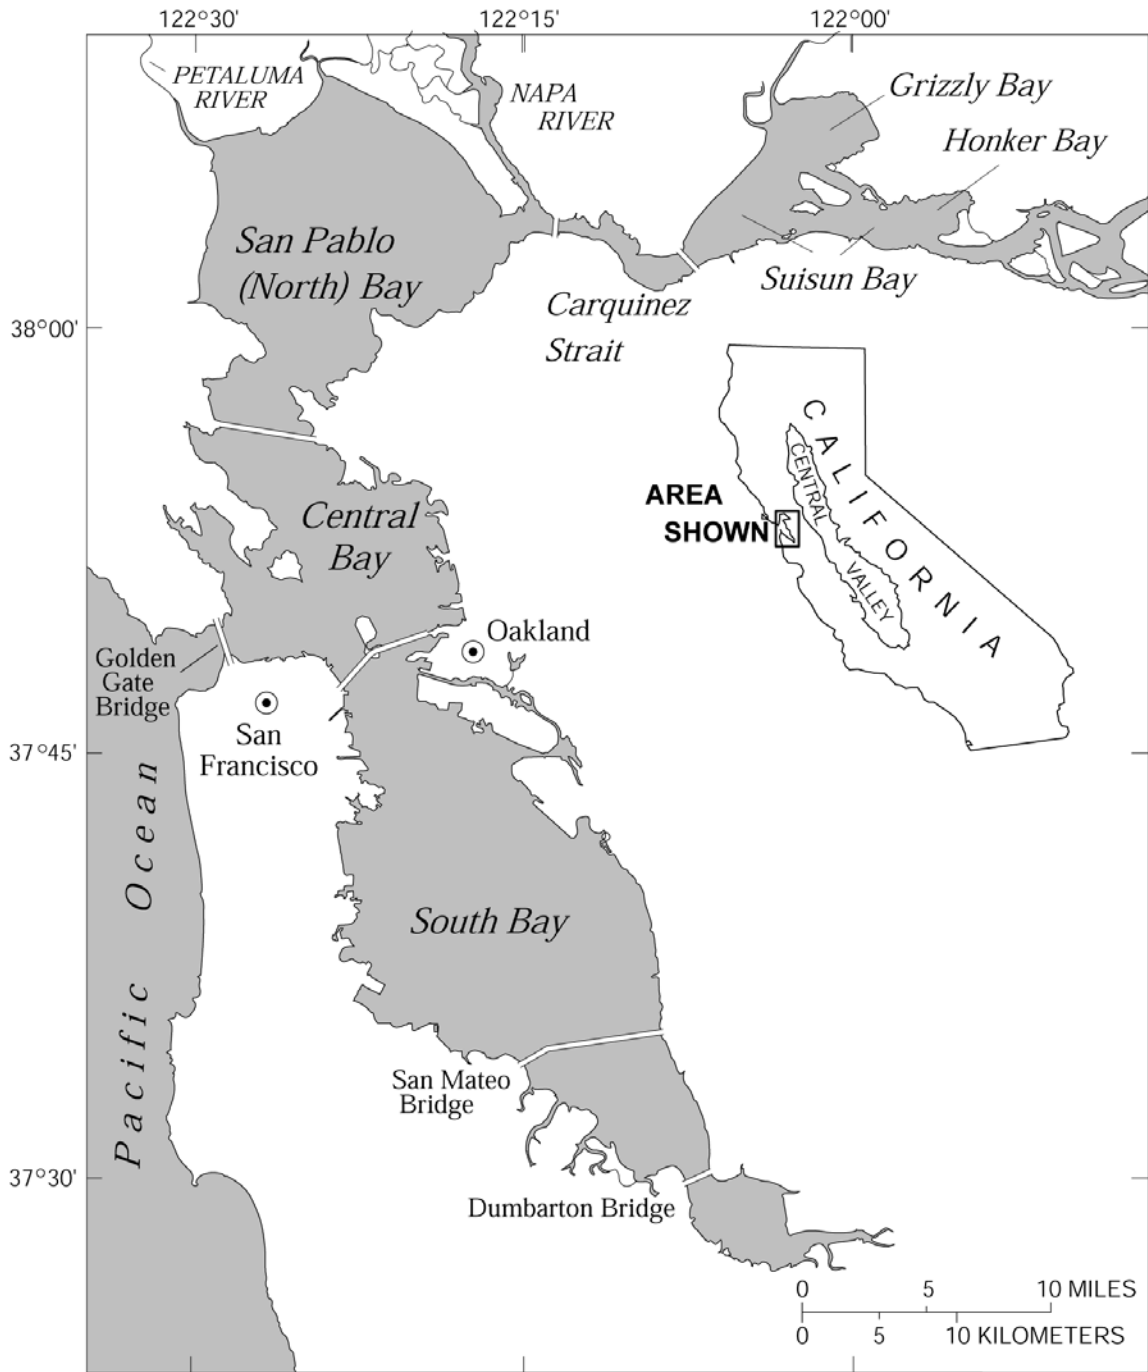 122°30'
122°15'
122°00'
PETALUMA
RIVER
NAPA
RIVER
Grizzly Bay
Honker Bay
San Pablo
(North) Bay
Suisun Bay
Carquinez
Strait
38°00'
CALIFORNIA
CENTRAL
VALLEY
AREA
SHOWN
Central
Bay
Oakland
Golden
Gate
Bridge
San
Francisco
37°45'
Pacific Ocean
South Bay
San Mateo
Bridge
37°30'
Dumbarton Bridge
0 5 10 MILES
0 5 10 KILOMETERS